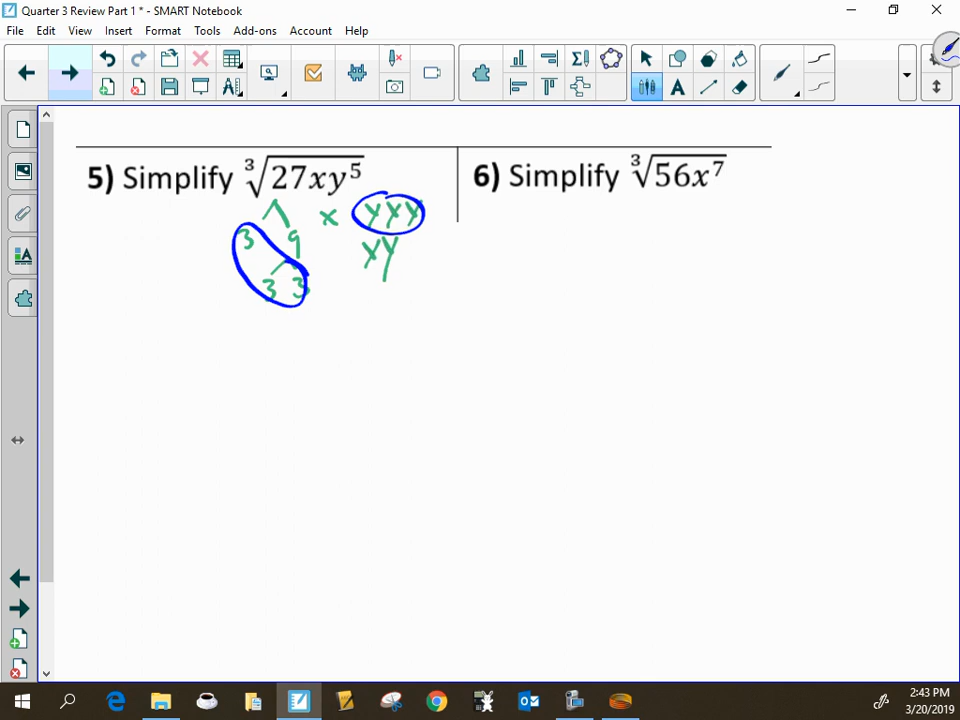 Quarter 3 Review Part 1 * - SMART Notebook
File Edit View Insert Format Tools Add-ons Account Help
5) Simplify ∛27xy⁵
6) Simplify ∛56x⁷
x yyy
3 9 xy
3 3
2:43 PM
3/20/2019